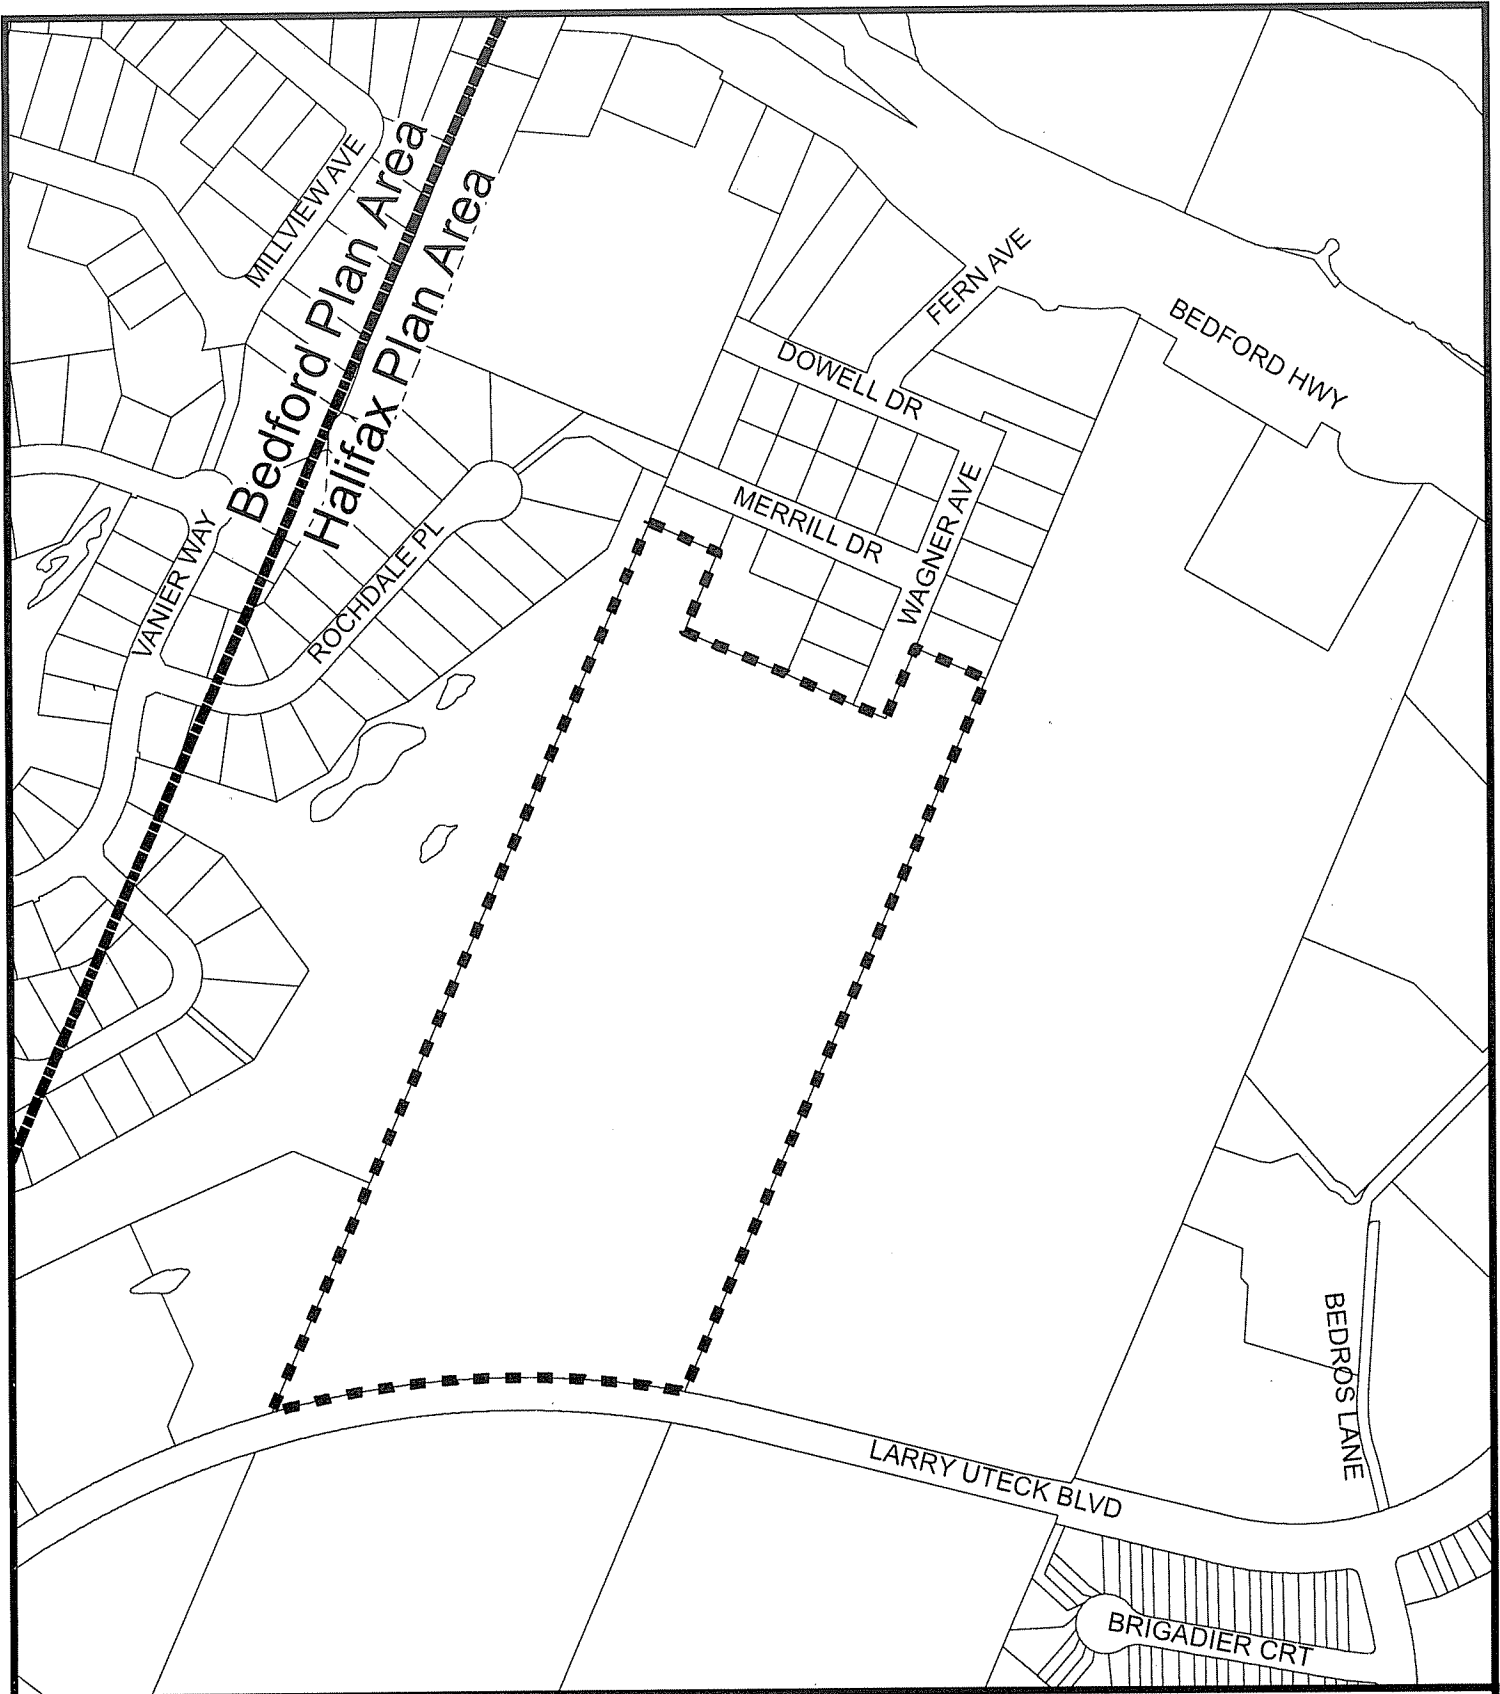 MILLVIEW AVE
Bedford Plan Area
Halifax Plan Area
FERN AVE
BEDFORD HWY
DOWELL DR
MERRILL DR
WAGNER AVE
VANIER WAY
ROCHDALE PL
BEDROS LANE
LARRY UTECK BLVD
BRIGADIER CRT